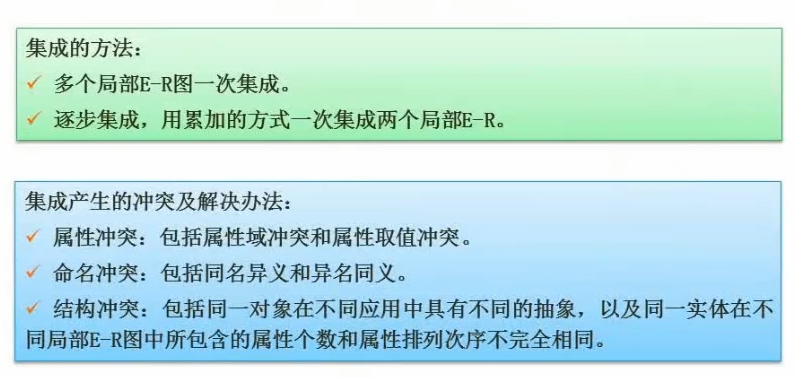 集成的方法：
✓ 多个局部E-R图一次集成。
✓ 逐步集成，用累加的方式一次集成两个局部E-R。
集成产生的冲突及解决办法：
✓ 属性冲突：包括属性域冲突和属性取值冲突。
✓ 命名冲突：包括同名异义和异名同义。
✓ 结构冲突：包括同一对象在不同应用中具有不同的抽象，以及同一实体在不
同局部E-R图中所包含的属性个数和属性排列次序不完全相同。